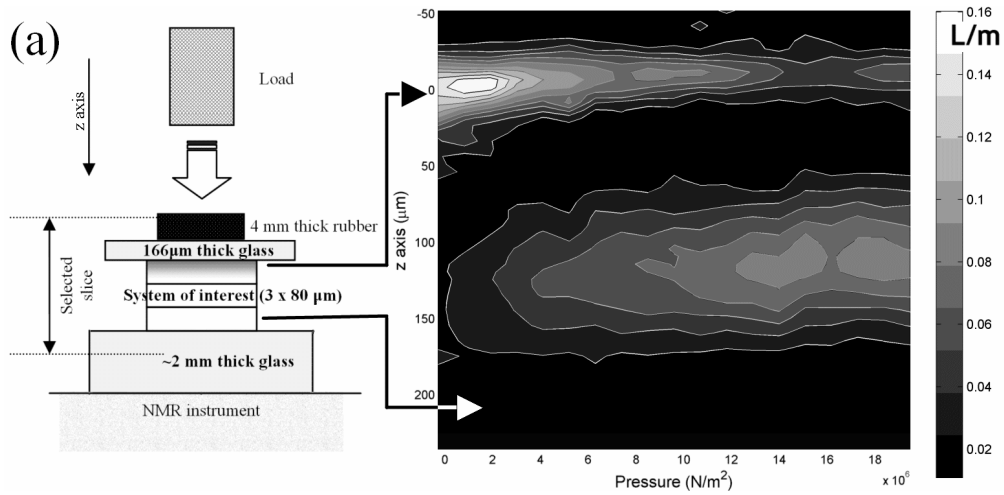 (a)
z axis
Load
4 mm thick rubber
166μm thick glass
Selected
slice
System of interest (3 x 80 μm)
~2 mm thick glass
NMR instrument
-50
0
50
100
150
200
z axis (μm)
0 2 4 6 8 10 12 14 16 18
Pressure (N/m²)
x 10⁶
L/m
0.16
0.14
0.12
0.1
0.08
0.06
0.04
0.02